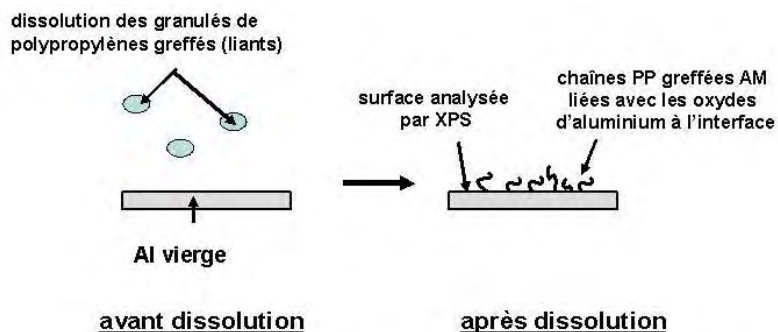 dissolution des granulés de
polypropylènes greffés (liants)
surface analysée
par XPS
chaînes PP greffées AM
liées avec les oxydes
d'aluminium à l'interface
Al vierge
avant dissolution
après dissolution